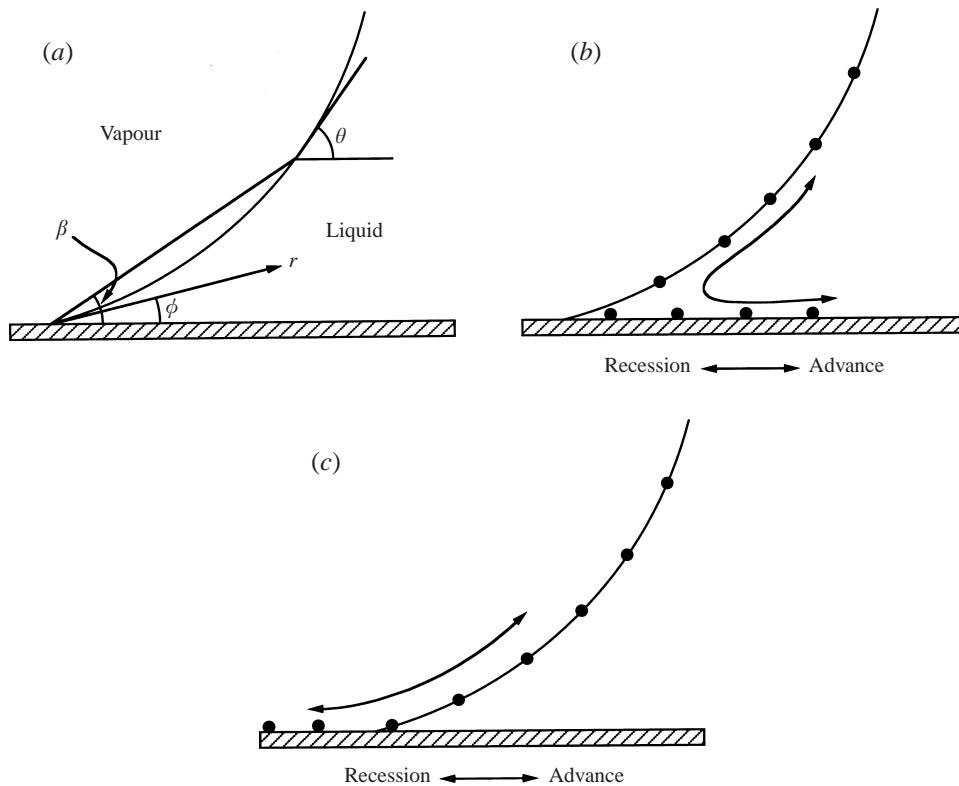 (a)
(b)
Vapour
θ
Liquid
β
r
ϕ
Recession
Advance
(c)
Recession
Advance